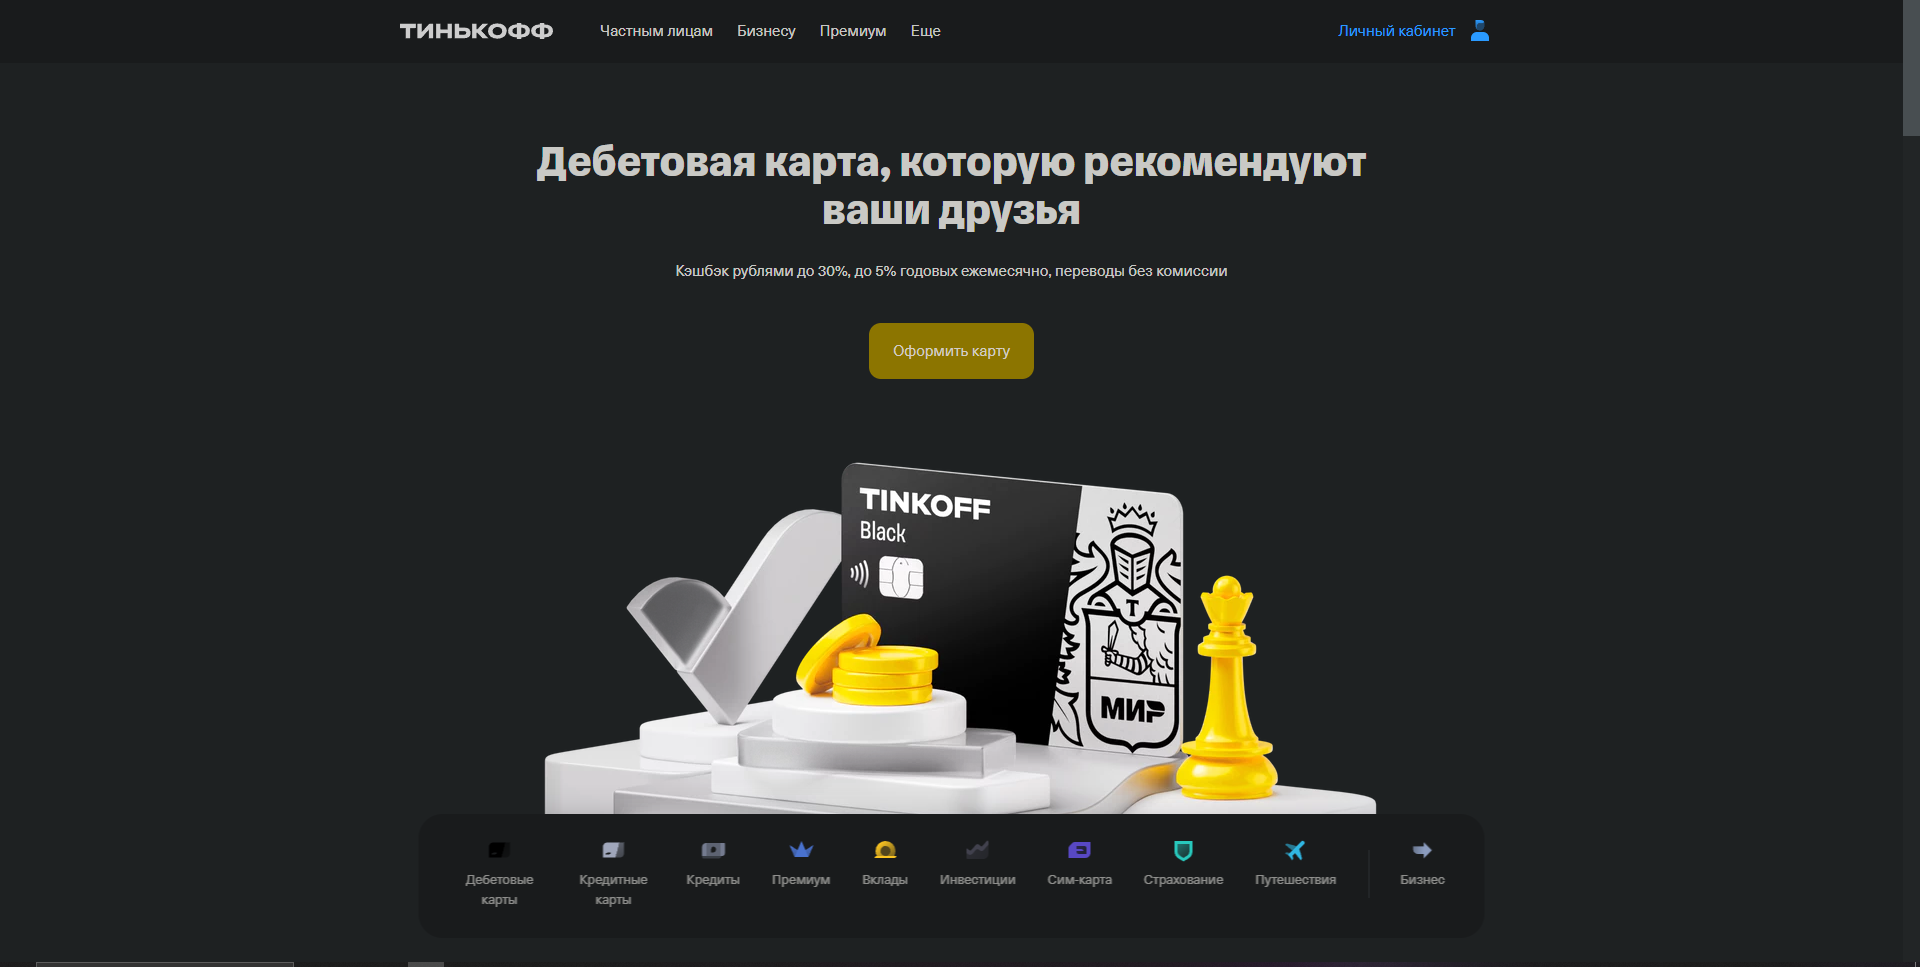 ТИНЬКОФФ
Частным лицам
Бизнесу
Премиум
Еще
Личный кабинет
Дебетовая карта, которую рекомендуют
ваши друзья
Кэшбэк рублями до 30%, до 5% годовых ежемесячно, переводы без комиссии
Оформить карту
TINKOFF
Black
Т
МИР
Дебетовые
карты
Кредитные
карты
Кредиты
Премиум
Вклады
Инвестиции
Сим-карта
Страхование
Путешествия
Бизнес